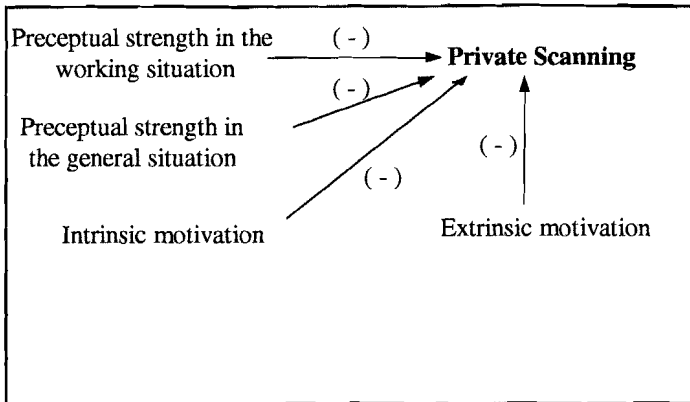 Preceptual strength in the
working situation
(-)
Private Scanning
(-)
Preceptual strength in
the general situation
(-)
(-)
Intrinsic motivation
Extrinsic motivation